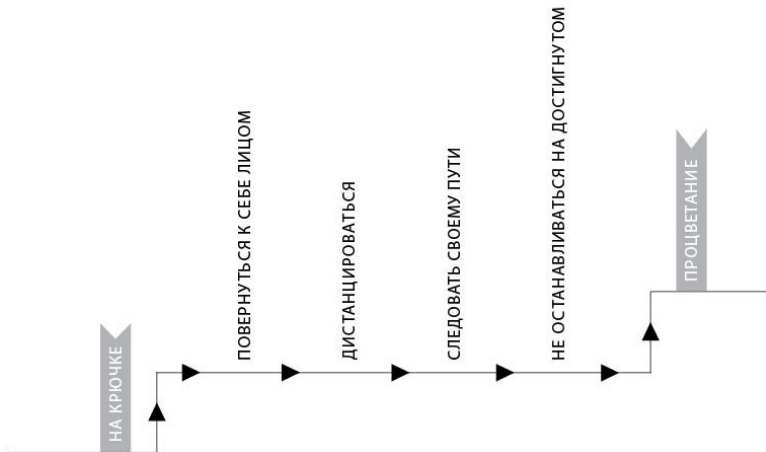 НА КРЮЧКЕ
ПОВЕРНУТЬСЯ К СЕБЕ ЛИЦОМ
ДИСТАНЦИРОВАТЬСЯ
СЛЕДОВАТЬ СВОЕМУ ПУТИ
НЕ ОСТАНАВЛИВАТЬСЯ НА ДОСТИГНУТОМ
ПРОЦВЕТАНИЕ